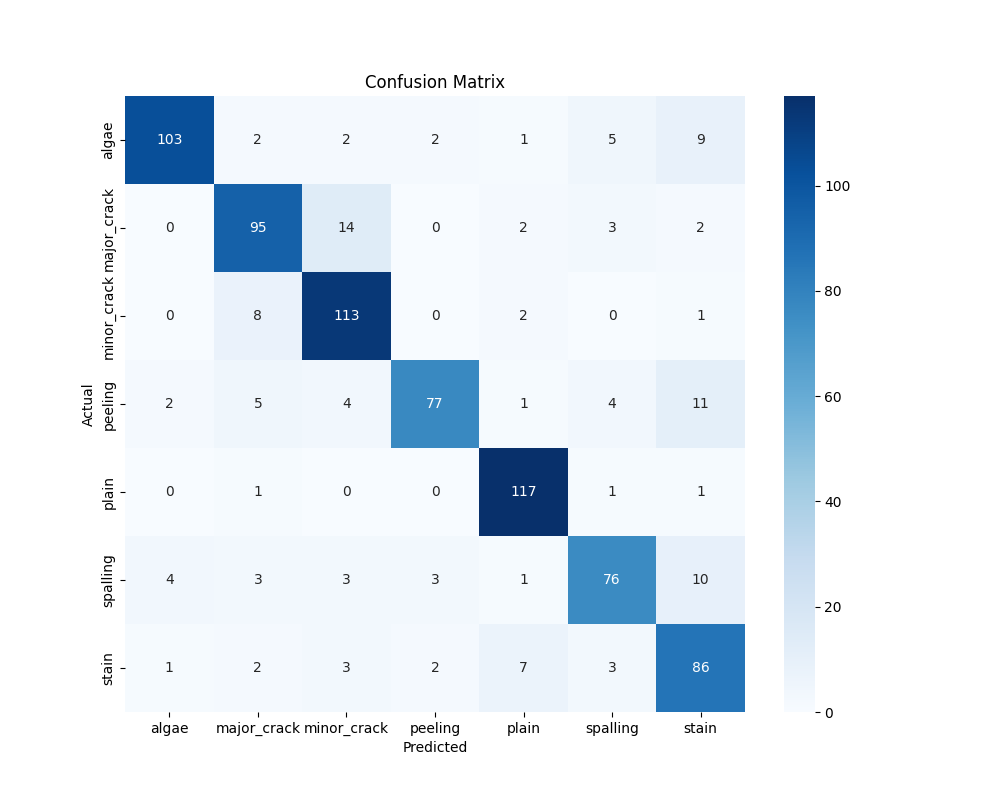 Confusion Matrix
algae 103 2 2 2 1 5 9
major_crack 0 95 14 0 2 3 2
minor_crack 0 8 113 0 2 0 1
peeling 2 5 4 77 1 4 11
plain 0 1 0 0 117 1 1
spalling 4 3 3 3 1 76 10
stain 1 2 3 2 7 3 86
Actual
algae major_crack minor_crack peeling plain spalling stain
Predicted
100
80
60
40
20
0